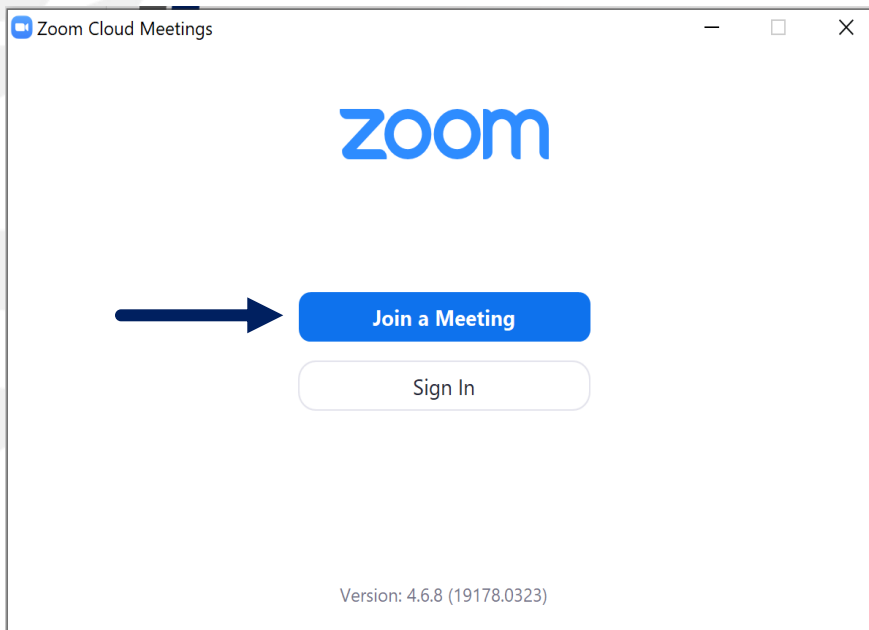 Zoom Cloud Meetings
zoom
Join a Meeting
Sign In
Version: 4.6.8 (19178.0323)